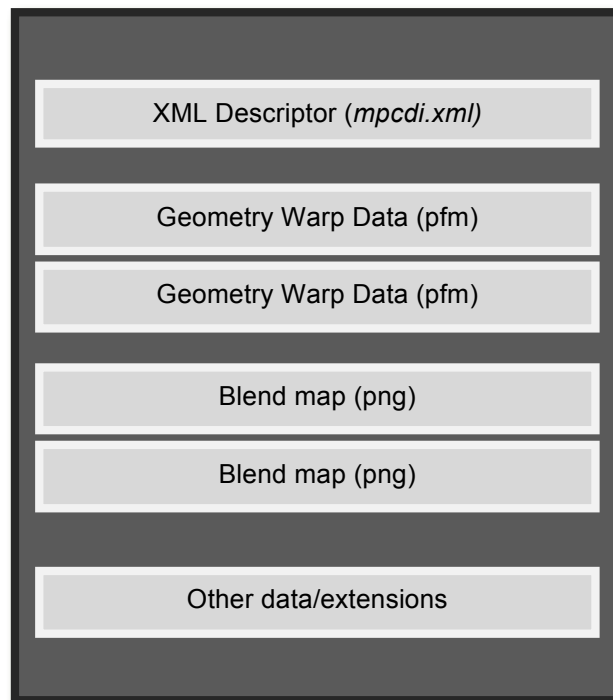 XML Descriptor (mpcdi.xml)
Geometry Warp Data (pfm)
Geometry Warp Data (pfm)
Blend map (png)
Blend map (png)
Other data/extensions